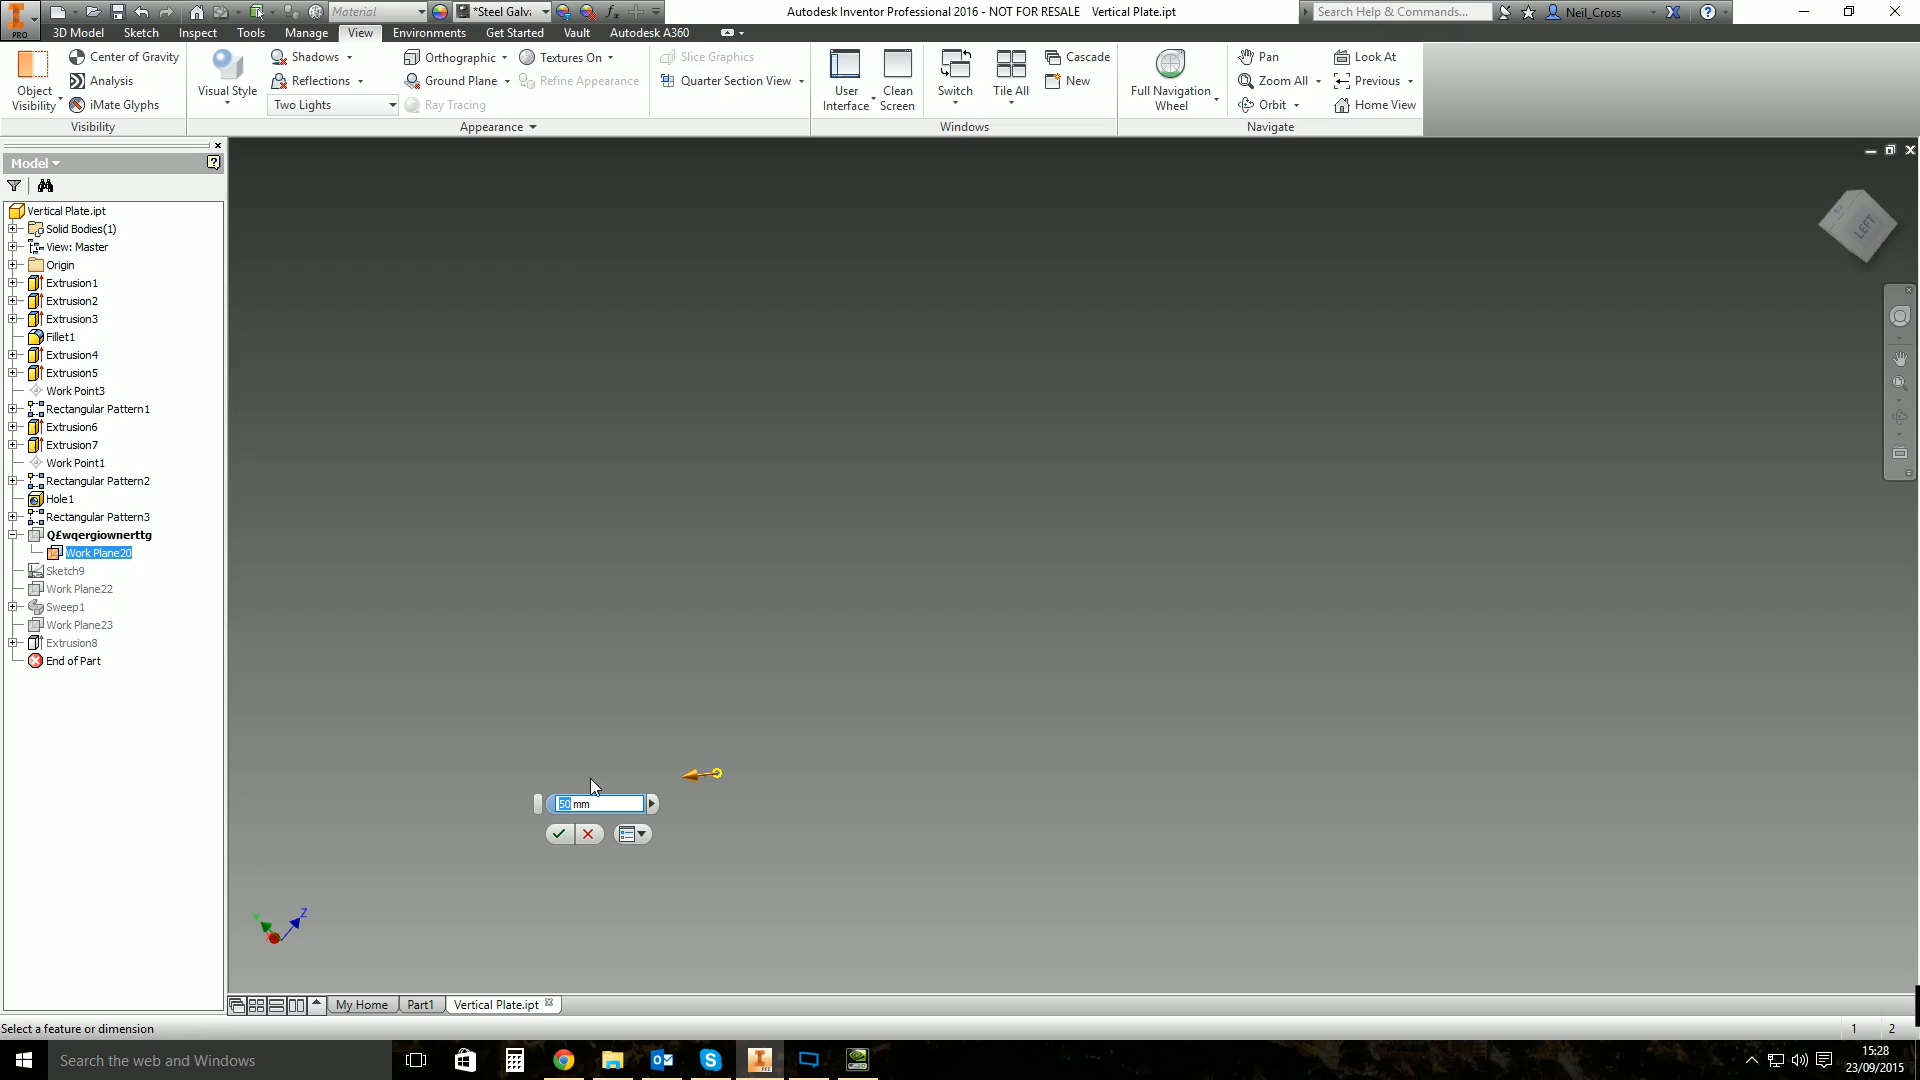 Material
*Steel Galv
Autodesk Inventor Professional 2016 - NOT FOR RESALE Vertical Plate.ipt
Search Help & Commands...
Neil_Cross
PRO
3D Model Sketch Inspect Tools Manage View Environments Get Started Vault Autodesk A360
Object Visibility
Center of Gravity
Analysis
iMate Glyphs
Visibility
Visual Style
Shadows
Reflections
Two Lights
Orthographic
Ground Plane
Ray Tracing
Textures On
Refine Appearance
Appearance
Slice Graphics
Quarter Section View
User Interface
Clean Screen
Switch
Tile All
Cascade
New
Windows
Full Navigation Wheel
Pan
Zoom All
Orbit
Look At
Previous
Home View
Navigate
Model
Vertical Plate.ipt
Solid Bodies(1)
View: Master
Origin
Extrusion1
Extrusion2
Extrusion3
Fillet1
Extrusion4
Extrusion5
Work Point3
Rectangular Pattern1
Extrusion6
Extrusion7
Work Point1
Rectangular Pattern2
Hole1
Rectangular Pattern3
Q£wqergiownerttg
Work Plane20
Sketch9
Work Plane22
Sweep1
Work Plane23
Extrusion8
End of Part
LEFT
50 mm
Y
Z
My Home Part1 Vertical Plate.ipt
Select a feature or dimension
1 2
Search the web and Windows
15:28
23/09/2015